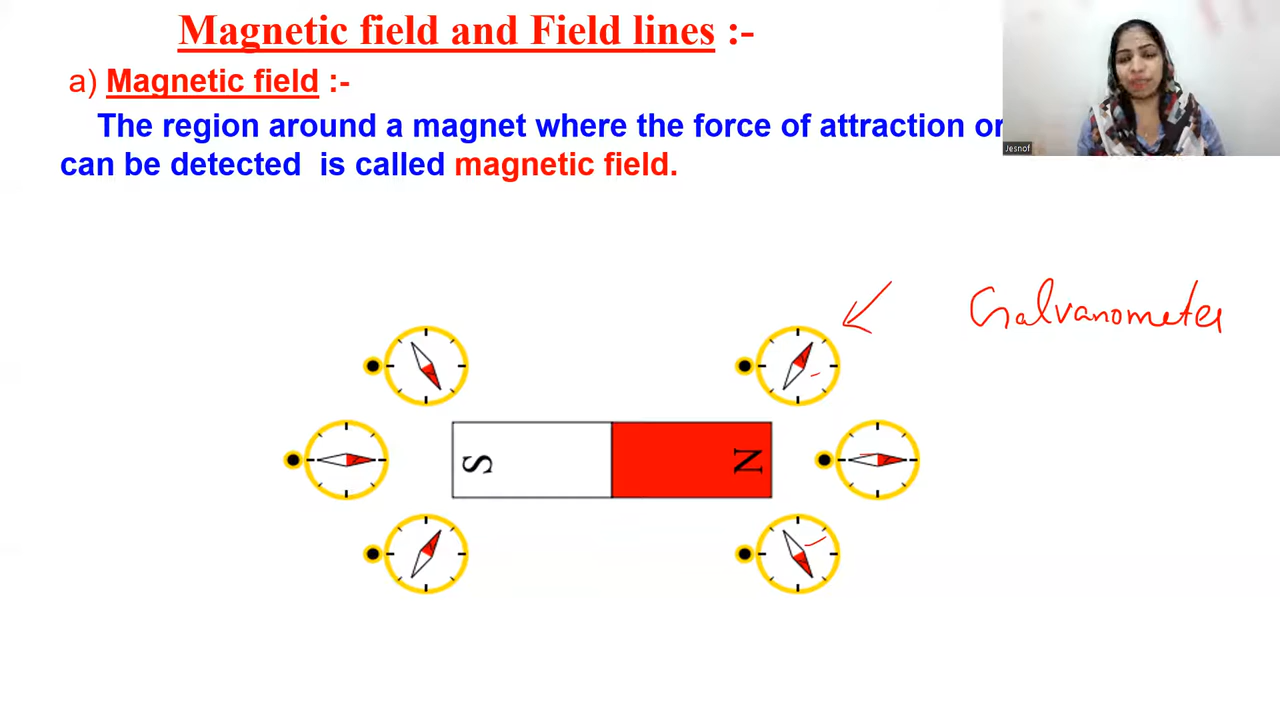 Magnetic field and Field lines :-
a) Magnetic field :-
The region around a magnet where the force of attraction or
can be detected is called magnetic field.
Jesnof
Galvanometer
S N